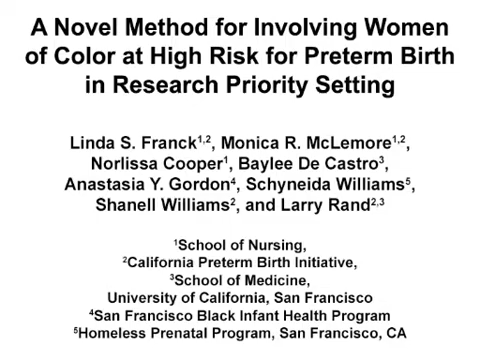 A Novel Method for Involving Women
of Color at High Risk for Preterm Birth
in Research Priority Setting
Linda S. Franck1,2, Monica R. McLemore1,2,
Norlissa Cooper1, Baylee De Castro3,
Anastasia Y. Gordon4, Schyneida Williams5,
Shanell Williams2, and Larry Rand2,3
1School of Nursing,
2California Preterm Birth Initiative,
3School of Medicine,
University of California, San Francisco
4San Francisco Black Infant Health Program
5Homeless Prenatal Program, San Francisco, CA